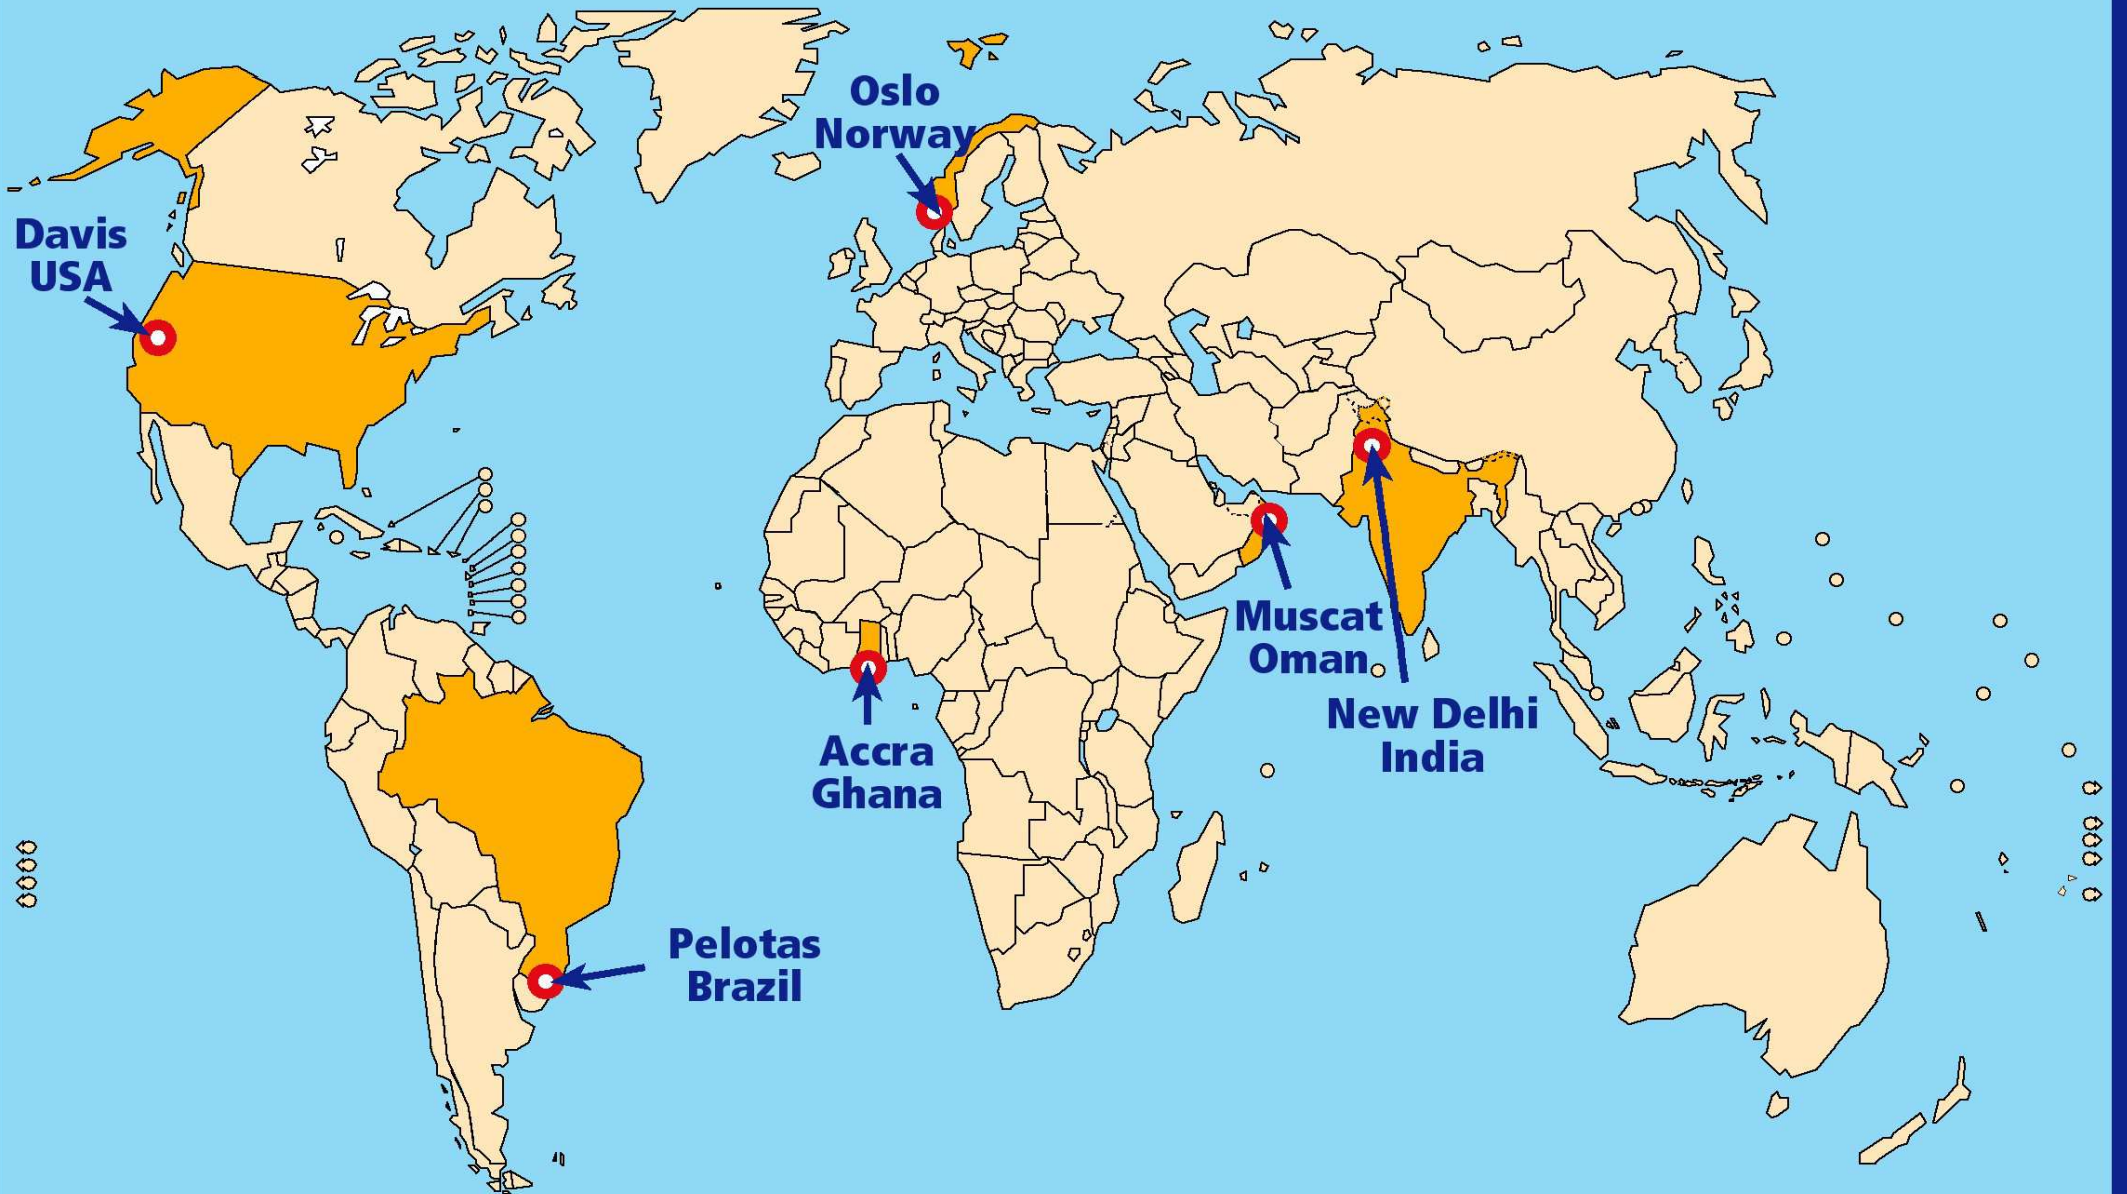 Oslo
Norway
Davis
USA
Muscat
Oman
New Delhi
India
Accra
Ghana
Pelotas
Brazil